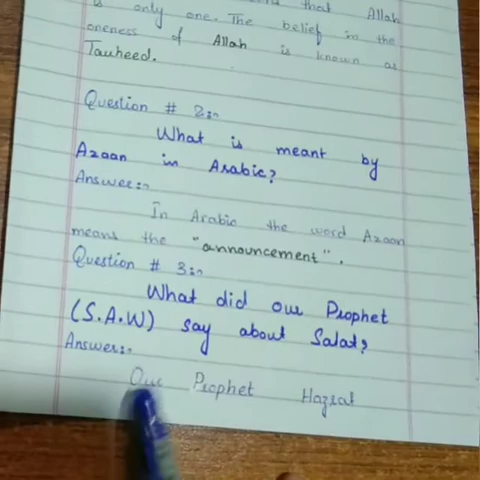 that Allah
is only one. The belief in the
oneness of Allah is known as
Tauheed.
Question # 2:-
What is meant by
Azaan in Arabic?
Answer:-
In Arabic the word Azaan
means the "announcement".
Question # 3:-
What did our Prophet
(S.A.W) say about Salat?
Answer:-
Our Prophet Hazrat